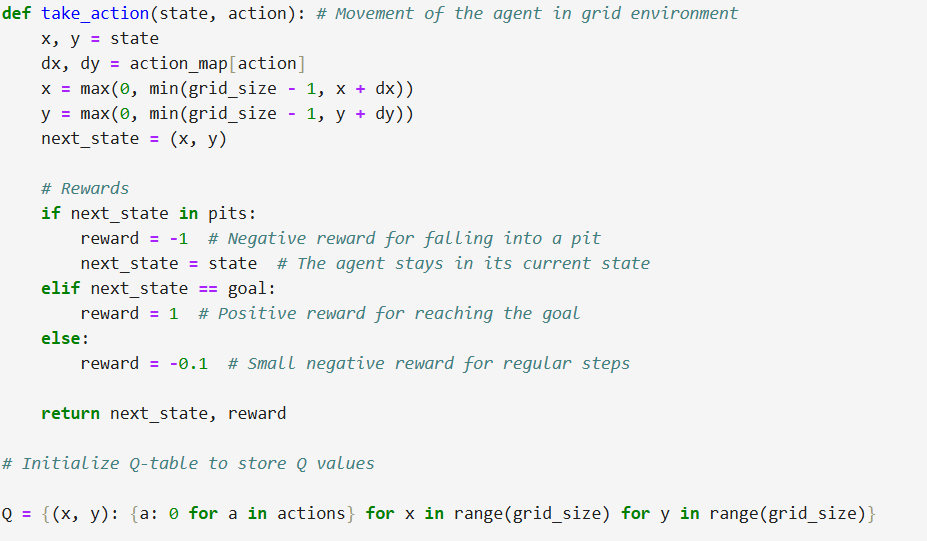 def take_action(state, action): # Movement of the agent in grid environment
    x, y = state
    dx, dy = action_map[action]
    x = max(0, min(grid_size - 1, x + dx))
    y = max(0, min(grid_size - 1, y + dy))
    next_state = (x, y)

    # Rewards
    if next_state in pits:
        reward = -1  # Negative reward for falling into a pit
        next_state = state  # The agent stays in its current state
    elif next_state == goal:
        reward = 1  # Positive reward for reaching the goal
    else:
        reward = -0.1  # Small negative reward for regular steps

    return next_state, reward

# Initialize Q-table to store Q values

Q = {(x, y): {a: 0 for a in actions} for x in range(grid_size) for y in range(grid_size)}